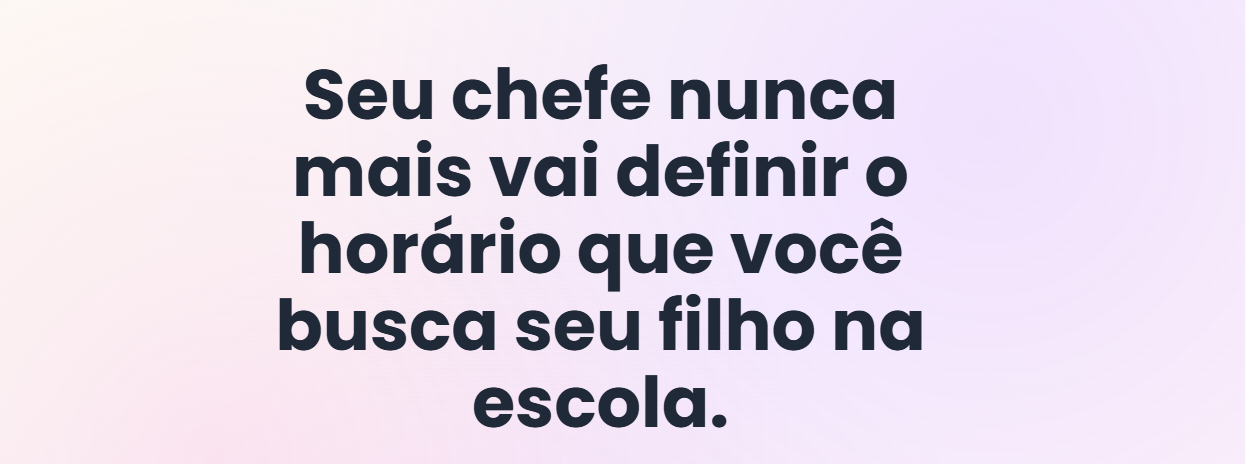 Seu chefe nunca
mais vai definir o
horário que você
busca seu filho na
escola.